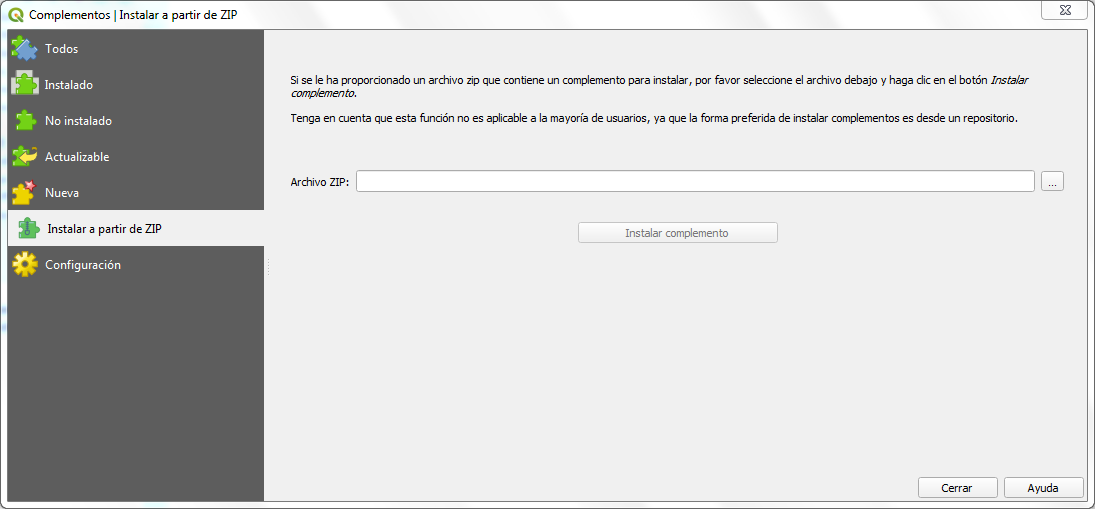 Complementos | Instalar a partir de ZIP
Todos
Instalado
No instalado
Actualizable
Nueva
Instalar a partir de ZIP
Configuración
Si se le ha proporcionado un archivo zip que contiene un complemento para instalar, por favor seleccione el archivo debajo y haga clic en el botón Instalar
complemento.
Tenga en cuenta que esta función no es aplicable a la mayoría de usuarios, ya que la forma preferida de instalar complementos es desde un repositorio.
Archivo ZIP:
...
Instalar complemento
Cerrar
Ayuda